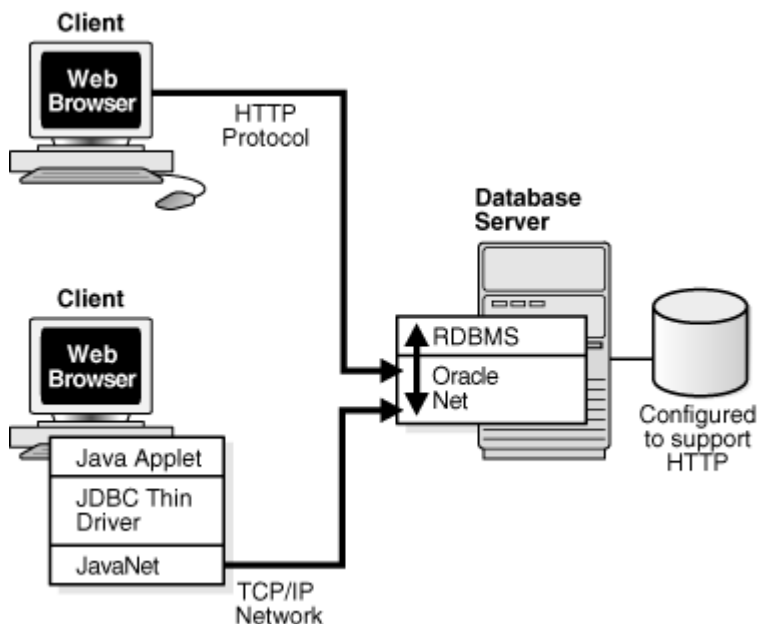 Client
Web
Browser
HTTP
Protocol
Database
Server
Client
Web
Browser
Java Applet
JDBC Thin
Driver
JavaNet
TCP/IP
Network
RDBMS
Oracle
Net
Configured
to support
HTTP